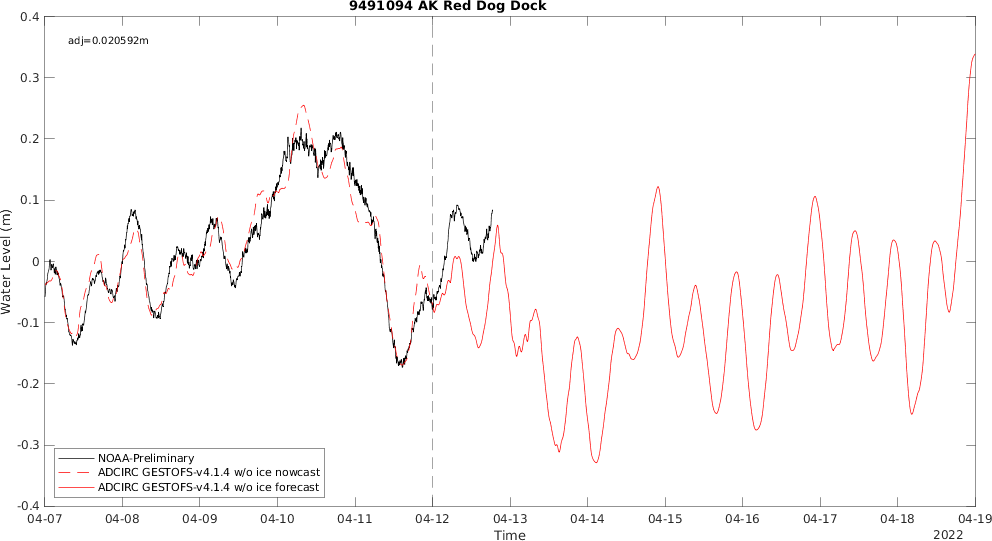 9491094 AK Red Dog Dock
adj=0.020592m
0.4
0.3
0.2
0.1
0
-0.1
-0.2
-0.3
-0.4
Water Level (m)
NOAA-Preliminary
ADCIRC GESTOFS-v4.1.4 w/o ice nowcast
ADCIRC GESTOFS-v4.1.4 w/o ice forecast
04-07 04-08 04-09 04-10 04-11 04-12 04-13 04-14 04-15 04-16 04-17 04-18 04-19
Time
2022